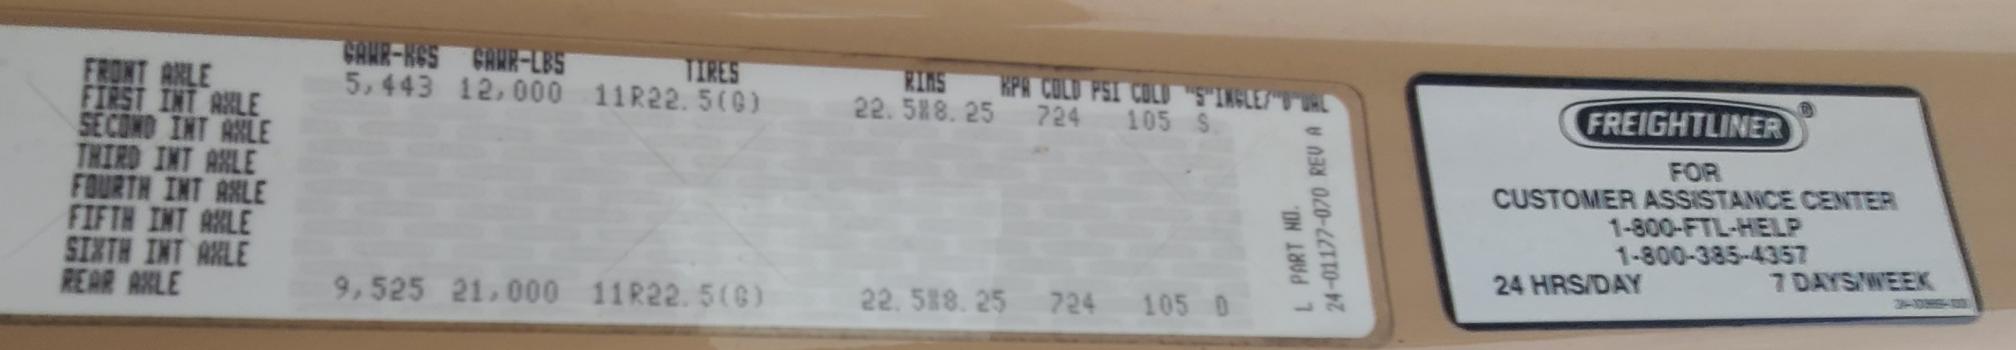 GAWR-KGS GAWR-LBS TIRES RIMS KPA COLD PSI COLD "S"INGLE/"D"UAL
FRONT AXLE 5,443 12,000 11R22.5(G) 22.5X8.25 724 105 S
FIRST INT AXLE
SECOND INT AXLE
THIRD INT AXLE
FOURTH INT AXLE
FIFTH INT AXLE
SIXTH INT AXLE
REAR AXLE 9,525 21,000 11R22.5(G) 22.5X8.25 724 105 D
L PART NO.
24-01177-070 REV A
FREIGHTLINER®
FOR
CUSTOMER ASSISTANCE CENTER
1-800-FTL-HELP
1-800-385-4357
24 HRS/DAY 7 DAYS/WEEK